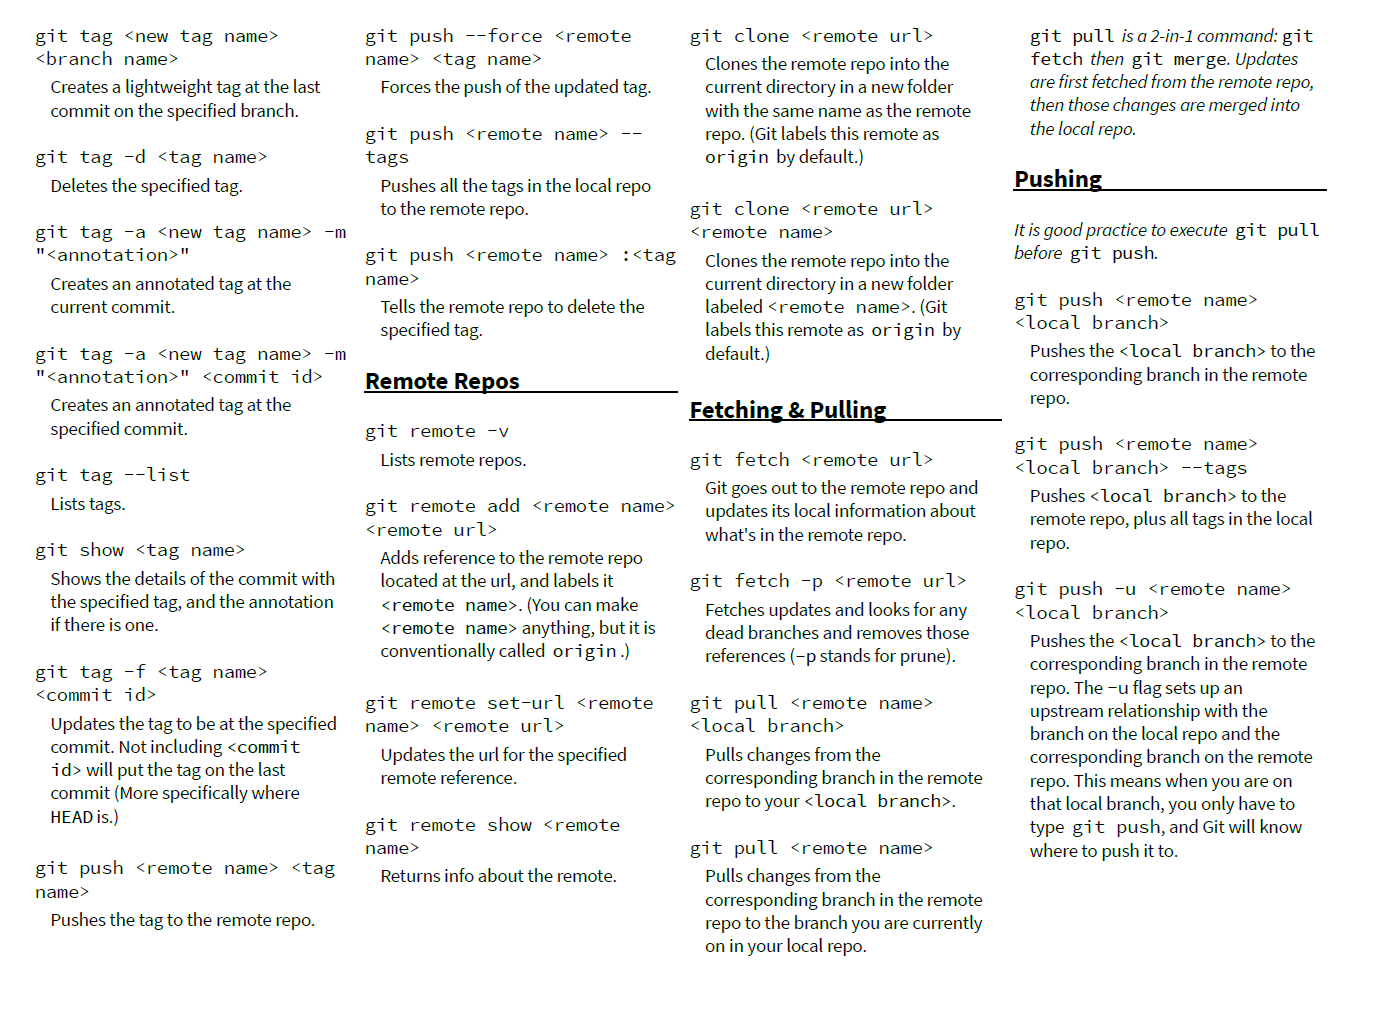 git tag <new tag name>
<branch name>
Creates a lightweight tag at the last
commit on the specified branch.
git tag -d <tag name>
Deletes the specified tag.
git tag -a <new tag name> -m
"<annotation>"
Creates an annotated tag at the
current commit.
git tag -a <new tag name> -m
"<annotation>" <commit id>
Creates an annotated tag at the
specified commit.
git tag --list
Lists tags.
git show <tag name>
Shows the details of the commit with
the specified tag, and the annotation
if there is one.
git tag -f <tag name>
<commit id>
Updates the tag to be at the specified
commit. Not including <commit
id> will put the tag on the last
commit (More specifically where
HEAD is.)
git push <remote name> <tag
name>
Pushes the tag to the remote repo.
git push --force <remote
name> <tag name>
Forces the push of the updated tag.
git push <remote name> --
tags
Pushes all the tags in the local repo
to the remote repo.
git push <remote name> :<tag
name>
Tells the remote repo to delete the
specified tag.
Remote Repos
git remote -v
Lists remote repos.
git remote add <remote name>
<remote url>
Adds reference to the remote repo
located at the url, and labels it
<remote name>. (You can make
<remote name> anything, but it is
conventionally called origin.)
git remote set-url <remote
name> <remote url>
Updates the url for the specified
remote reference.
git remote show <remote
name>
Returns info about the remote.
git clone <remote url>
Clones the remote repo into the
current directory in a new folder
with the same name as the remote
repo. (Git labels this remote as
origin by default.)
git clone <remote url>
<remote name>
Clones the remote repo into the
current directory in a new folder
labeled <remote name>. (Git
labels this remote as origin by
default.)
Fetching & Pulling
git fetch <remote url>
Git goes out to the remote repo and
updates its local information about
what's in the remote repo.
git fetch -p <remote url>
Fetches updates and looks for any
dead branches and removes those
references (-p stands for prune).
git pull <remote name>
<local branch>
Pulls changes from the
corresponding branch in the remote
repo to your <local branch>.
git pull <remote name>
Pulls changes from the
corresponding branch in the remote
repo to the branch you are currently
on in your local repo.
git pull is a 2-in-1 command: git
fetch then git merge. Updates
are first fetched from the remote repo,
then those changes are merged into
the local repo.
Pushing
It is good practice to execute git pull
before git push.
git push <remote name>
<local branch>
Pushes the <local branch> to the
corresponding branch in the remote
repo.
git push <remote name>
<local branch> --tags
Pushes <local branch> to the
remote repo, plus all tags in the local
repo.
git push -u <remote name>
<local branch>
Pushes the <local branch> to the
corresponding branch in the remote
repo. The -u flag sets up an
upstream relationship with the
branch on the local repo and the
corresponding branch on the remote
repo. This means when you are on
that local branch, you only have to
type git push, and Git will know
where to push it to.